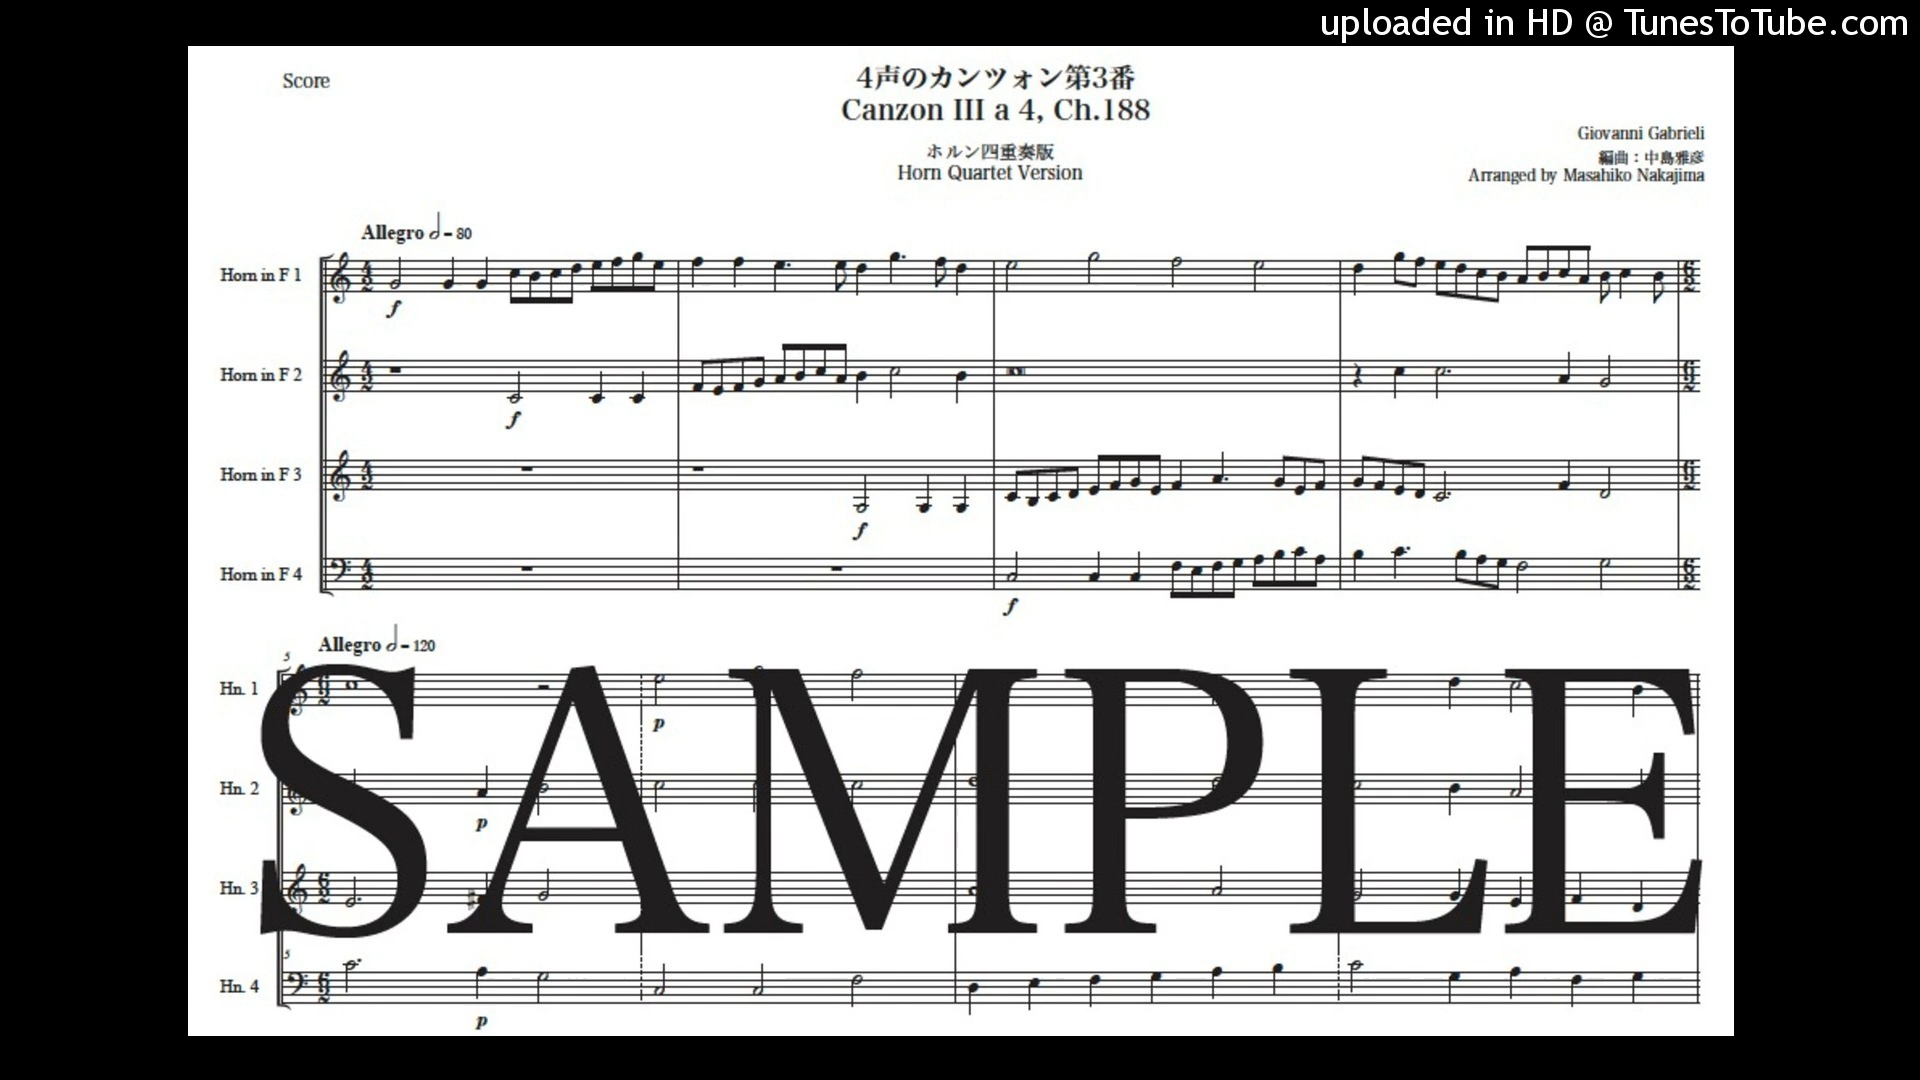 uploaded in HD @ TunesToTube.com
Score
4声のカンツォン第3番
Canzon III a 4, Ch.188
ホルン四重奏版
Horn Quartet Version
Giovanni Gabrieli
編曲：中島雅彦
Arranged by Masahiko Nakajima
Allegro 𝅗𝅥 = 80
Horn in F 1
f
Horn in F 2
f
Horn in F 3
f
Horn in F 4
f
Allegro 𝅗𝅥 = 120
5
Hn. 1
p
Hn. 2
p
Hn. 3
5
Hn. 4
p
SAMPLE